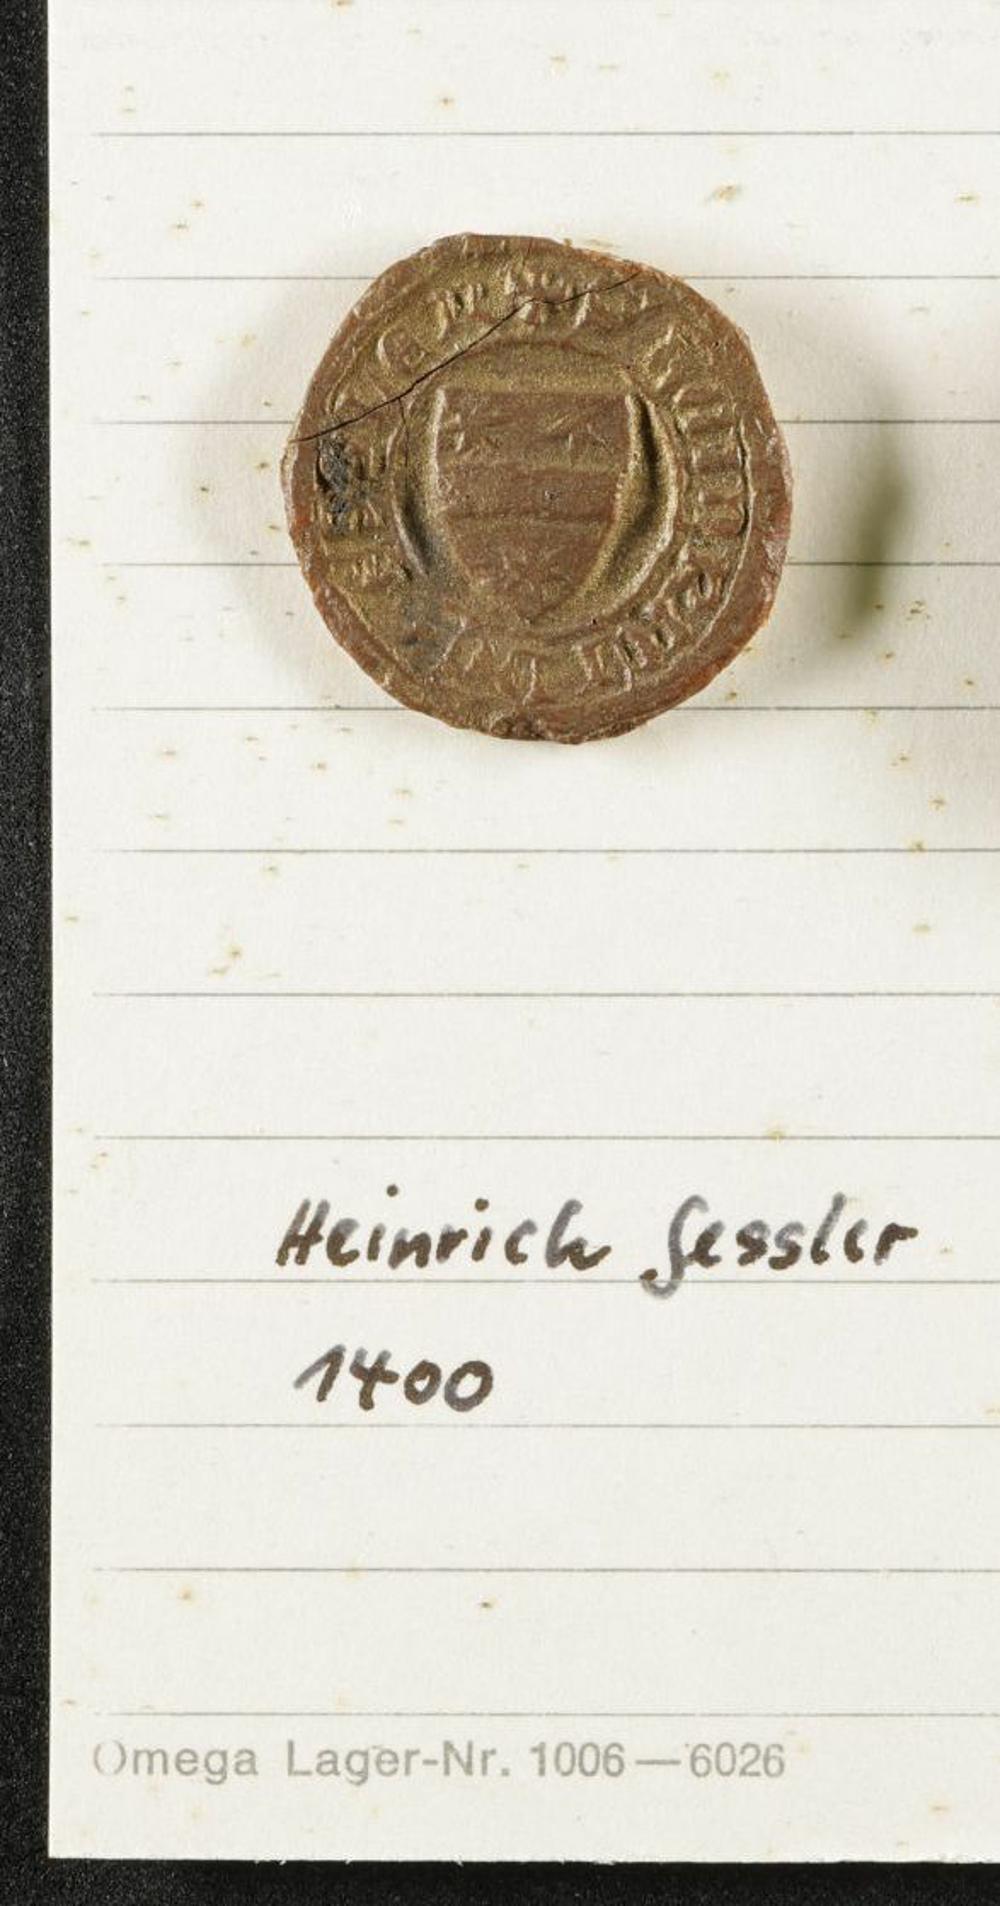 Heinrich Gessler
1400
Omega Lager-Nr. 1006—6026